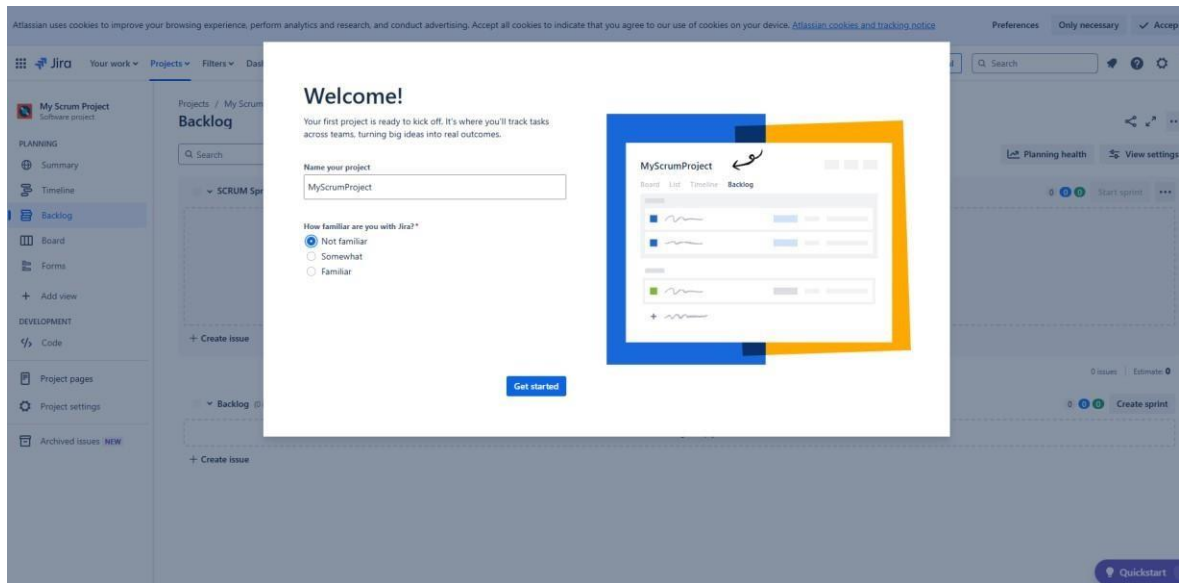 Atlassian uses cookies to improve your browsing experience, perform analytics and research, and conduct advertising. Accept all cookies to indicate that you agree to our use of cookies on your device. Atlassian cookies and tracking notice Preferences Only necessary Accep
Jira Your work Projects Filters Das Search
My Scrum Project
Software project
PLANNING
Summary
Timeline
Backlog
Board
Forms
Add view
DEVELOPMENT
Code
Project pages
Project settings
Archived issues NEW
Projects / My Scrum
Backlog
Search
Planning health View settings
SCRUM Spr
0 0 0 Start sprint
+ Create issue
0 issues Estimate 0
Backlog
0 0 0 Create sprint
+ Create issue
Welcome!
Your first project is ready to kick off. It's where you'll track tasks
across teams, turning big ideas into real outcomes.
Name your project
MyScrumProject
How familiar are you with Jira?*
Not familiar
Somewhat
Familiar
Get started
MyScrumProject
Board List Timeline Backlog
Quickstart